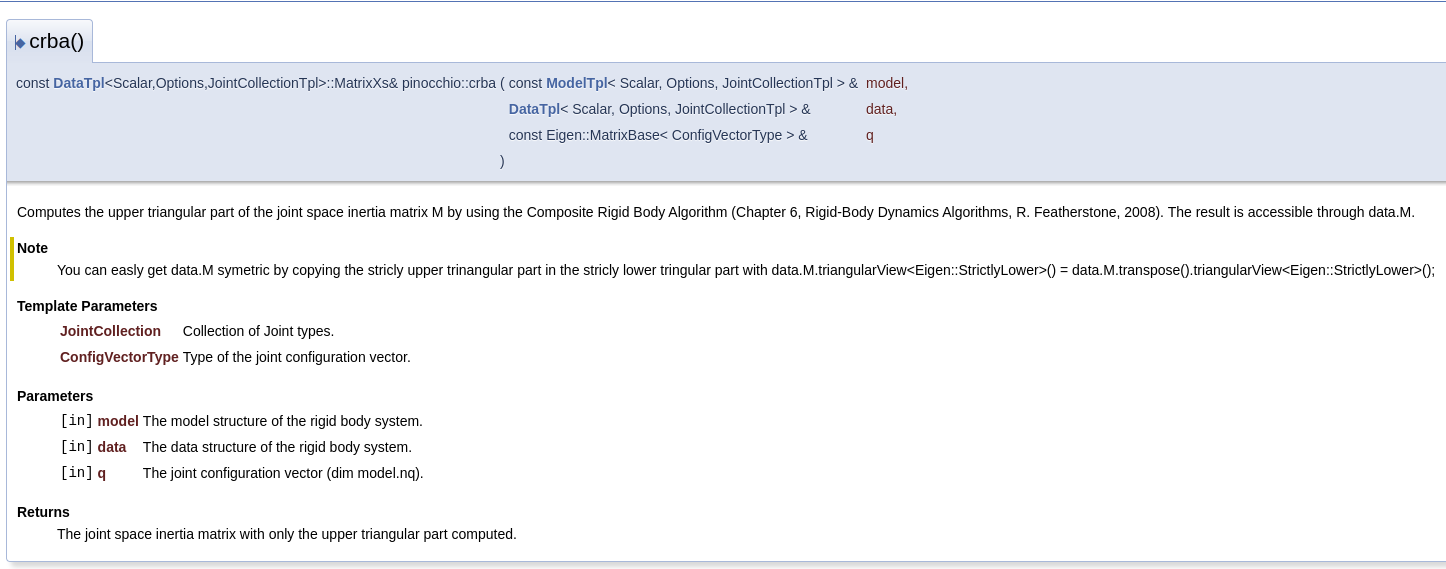 crba()
const DataTpl<Scalar,Options,JointCollectionTpl>::MatrixXs& pinocchio::crba ( const ModelTpl< Scalar, Options, JointCollectionTpl > & model,
DataTpl< Scalar, Options, JointCollectionTpl > & data,
const Eigen::MatrixBase< ConfigVectorType > & q
)
Computes the upper triangular part of the joint space inertia matrix M by using the Composite Rigid Body Algorithm (Chapter 6, Rigid-Body Dynamics Algorithms, R. Featherstone, 2008). The result is accessible through data.M.
Note
You can easly get data.M symetric by copying the stricly upper trinangular part in the stricly lower tringular part with data.M.triangularView<Eigen::StrictlyLower>() = data.M.transpose().triangularView<Eigen::StrictlyLower>();
Template Parameters
JointCollection Collection of Joint types.
ConfigVectorType Type of the joint configuration vector.
Parameters
[in] model The model structure of the rigid body system.
[in] data The data structure of the rigid body system.
[in] q The joint configuration vector (dim model.nq).
Returns
The joint space inertia matrix with only the upper triangular part computed.